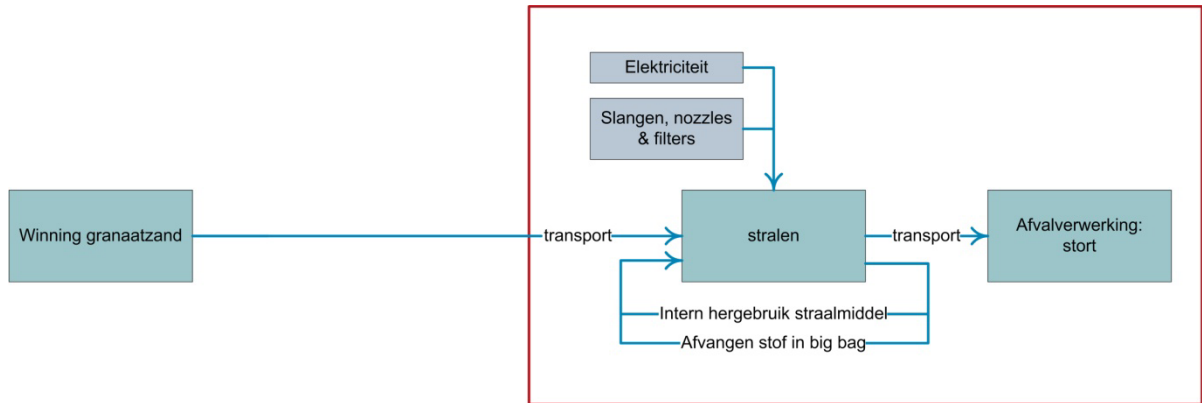 Elektriciteit
Slangen, nozzles
& filters
Winning granaatzand
transport
stralen
transport
Afvalverwerking:
stort
Intern hergebruik straalmiddel
Afvangen stof in big bag